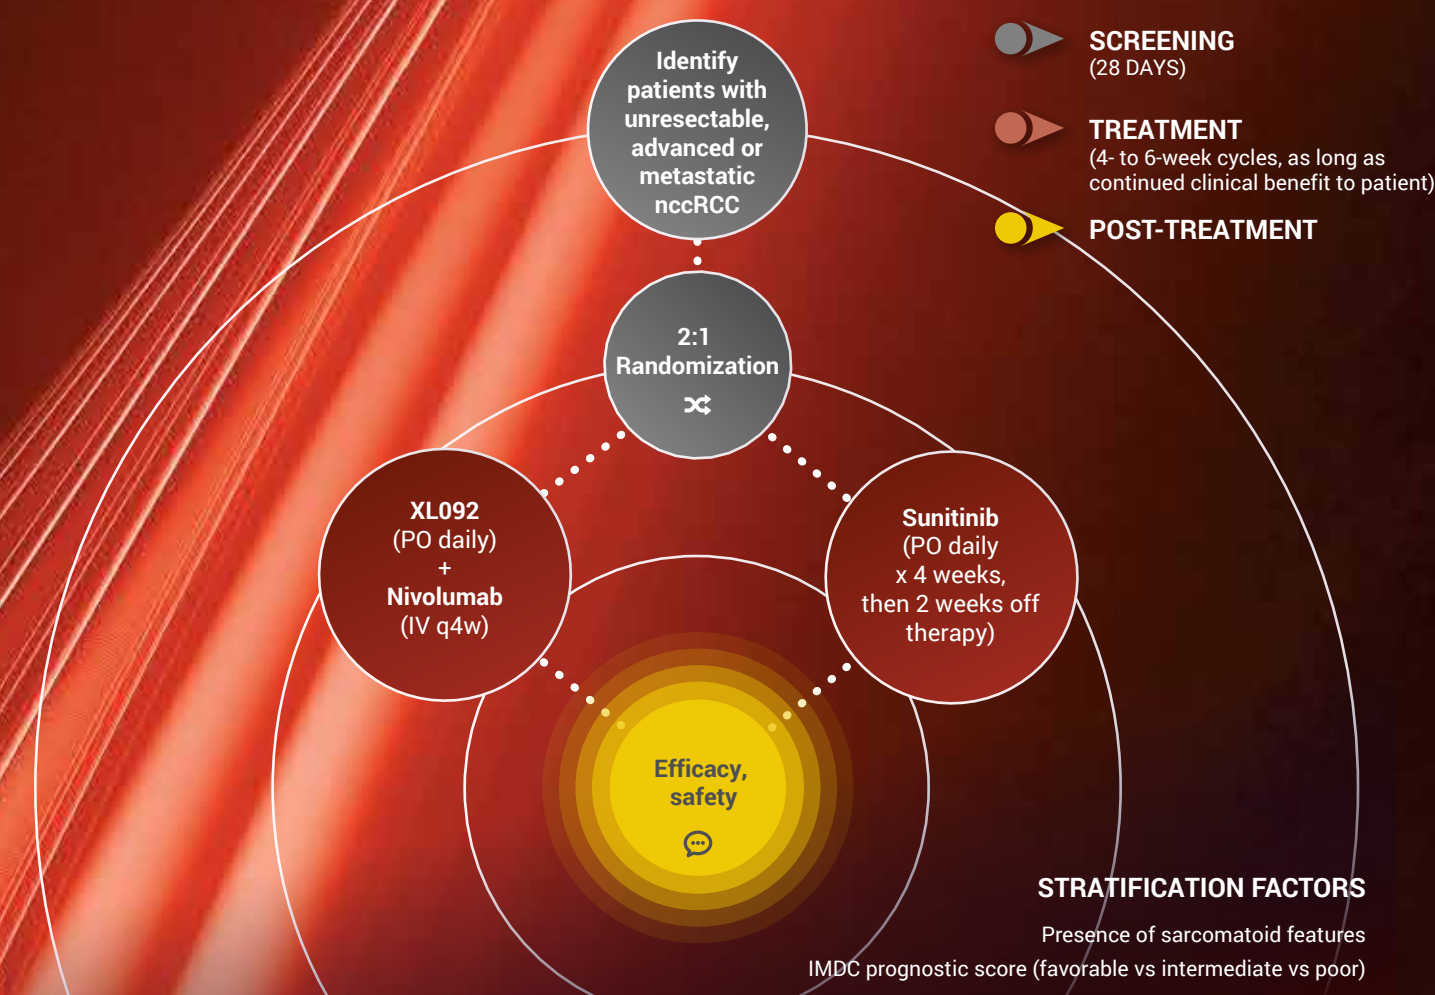 Identify
patients with
unresectable,
advanced or
metastatic
nccRCC
SCREENING
(28 DAYS)
TREATMENT
(4- to 6-week cycles, as long as
continued clinical benefit to patient)
POST-TREATMENT
2:1
Randomization
XL092
(PO daily)
+
Nivolumab
(IV q4w)
Sunitinib
(PO daily
x 4 weeks,
then 2 weeks off
therapy)
Efficacy,
safety
STRATIFICATION FACTORS
Presence of sarcomatoid features
IMDC prognostic score (favorable vs intermediate vs poor)